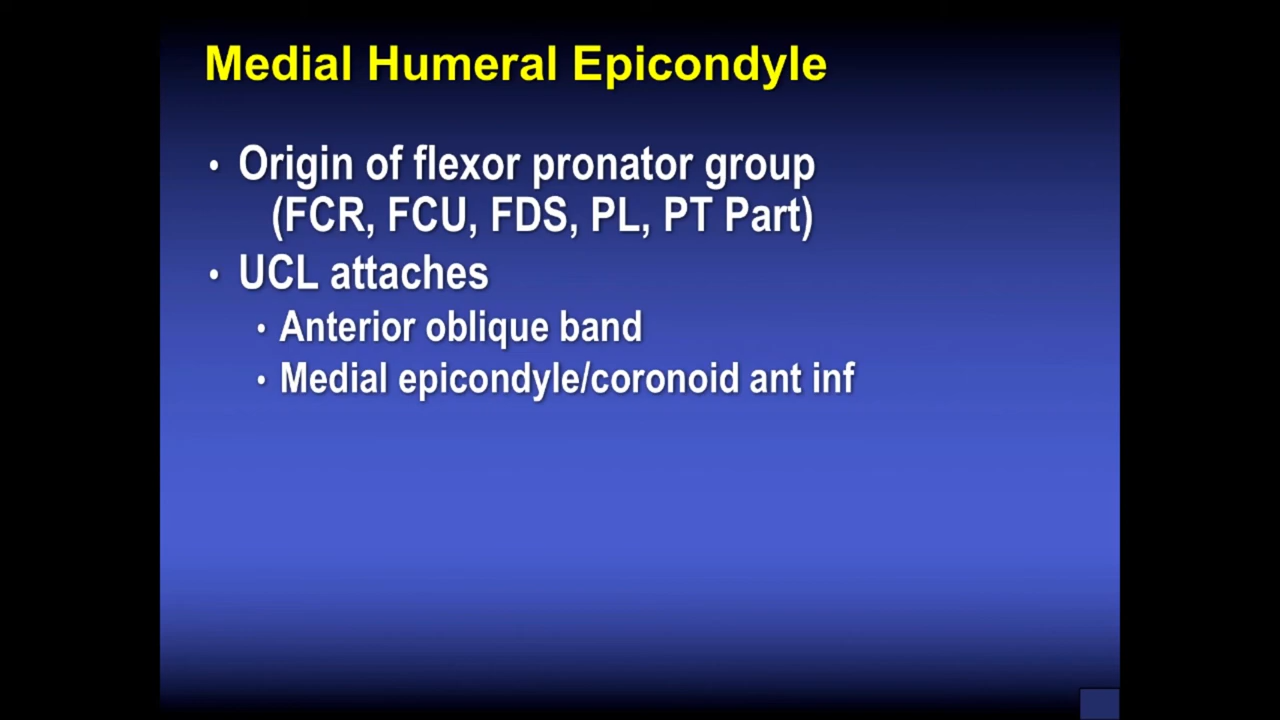 Medial Humeral Epicondyle
• Origin of flexor pronator group
(FCR, FCU, FDS, PL, PT Part)
• UCL attaches
• Anterior oblique band
• Medial epicondyle/coronoid ant inf